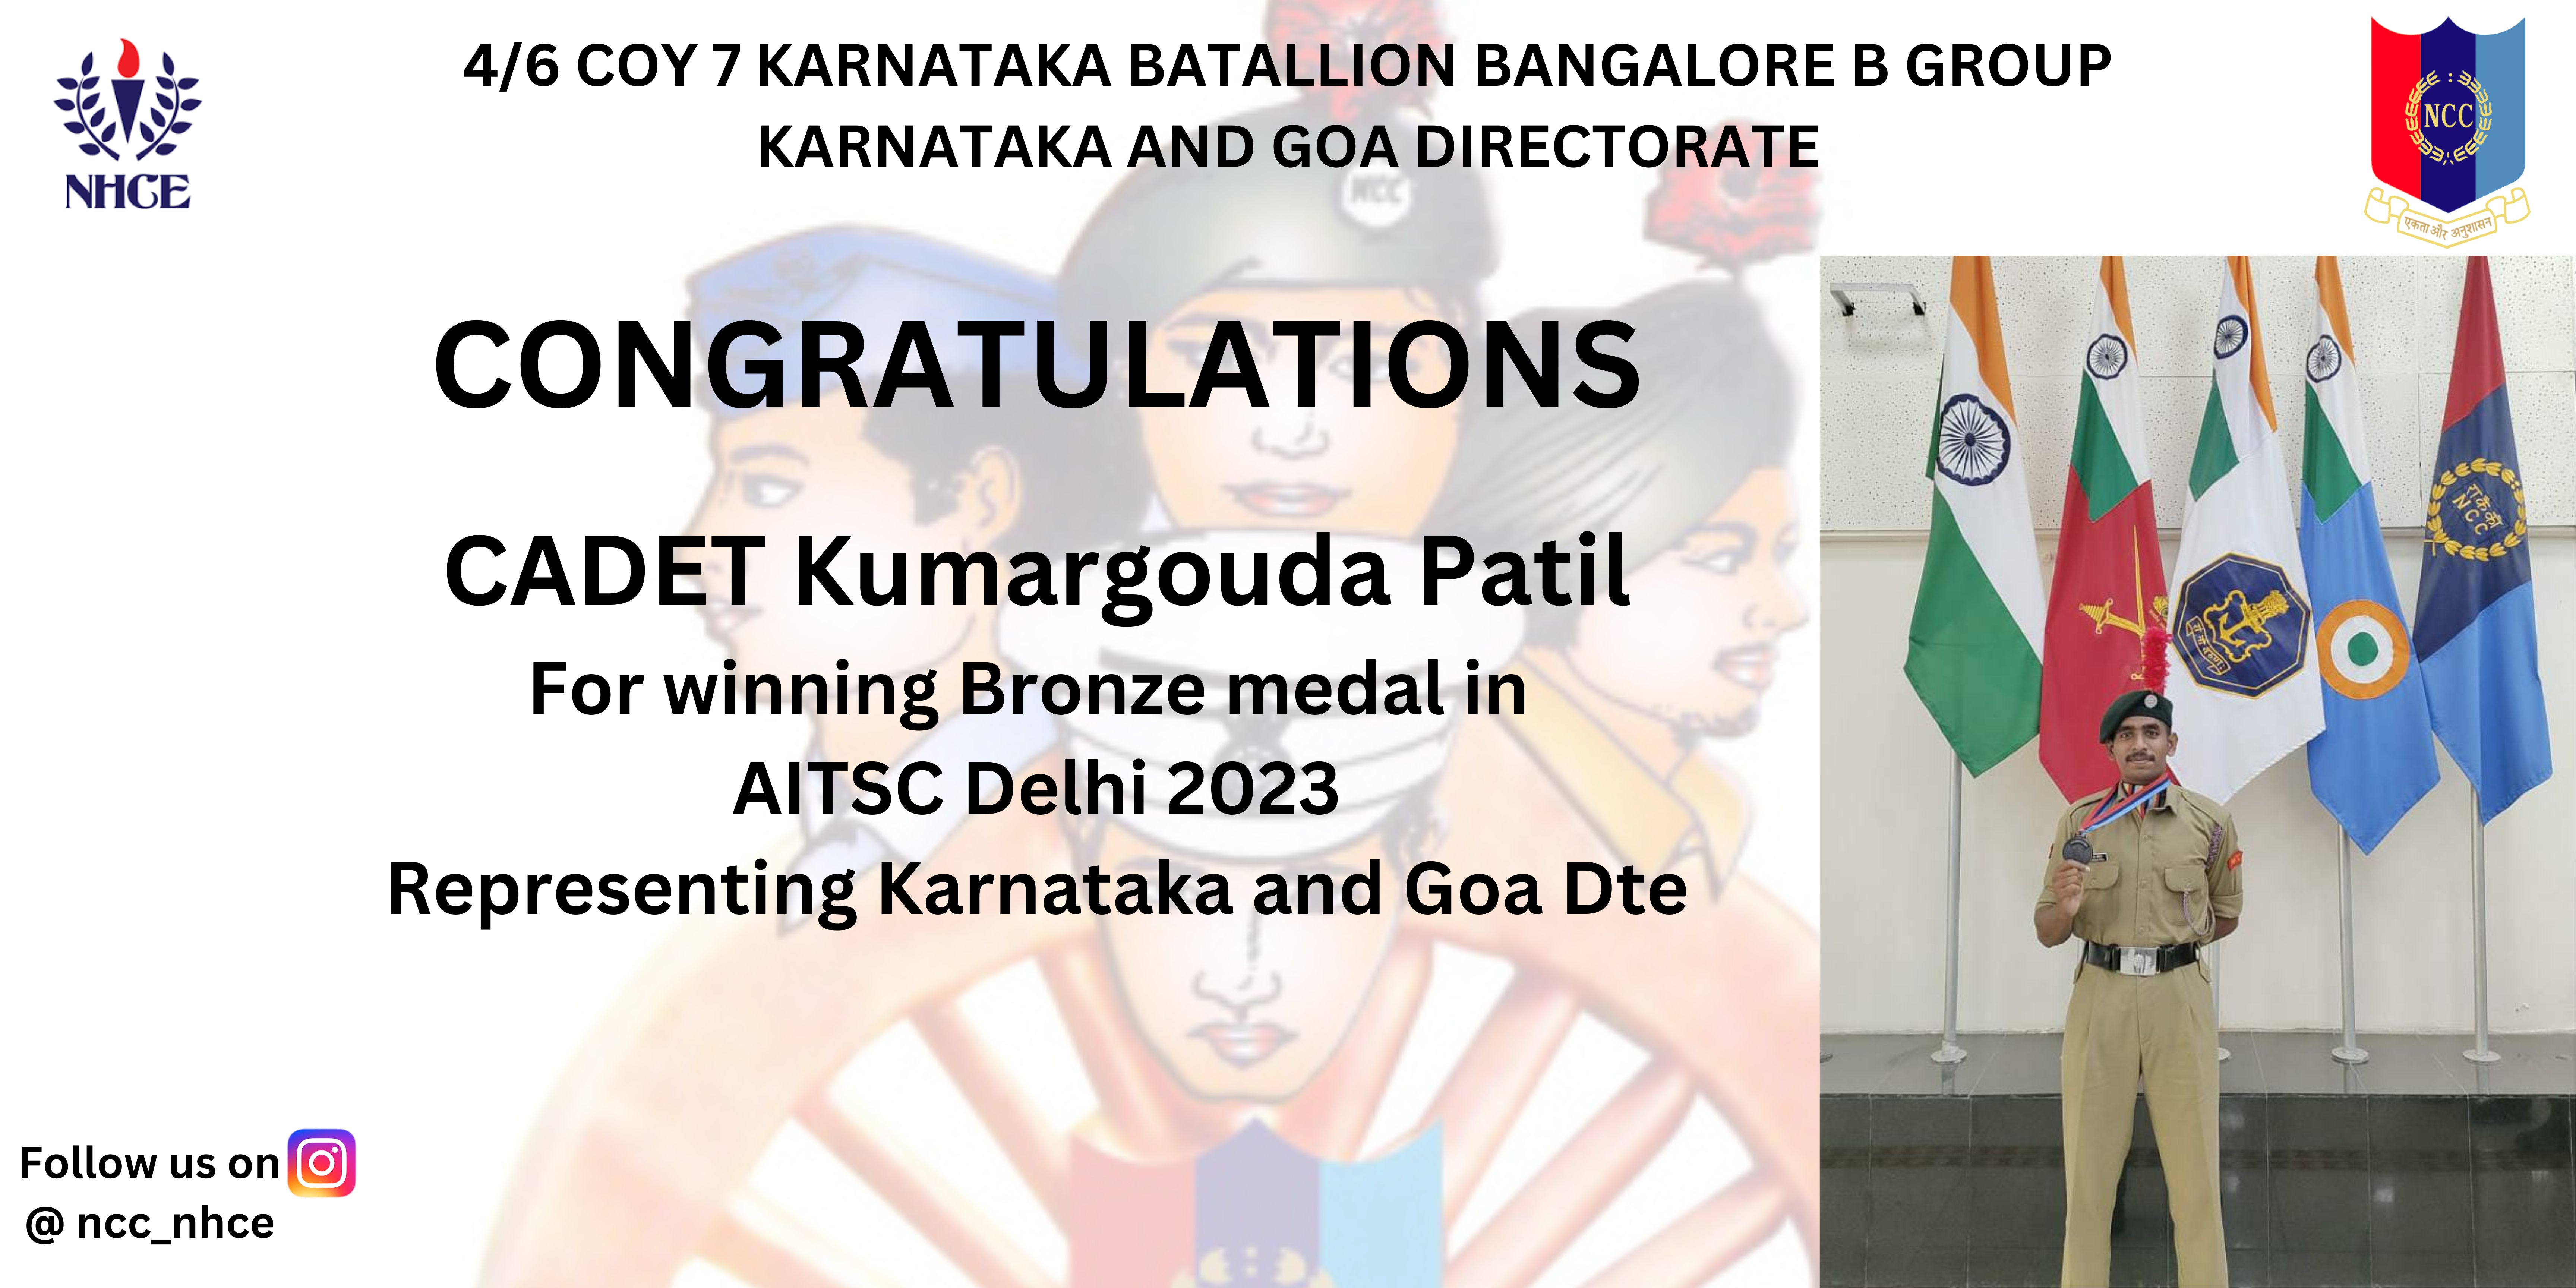 4/6 COY 7 KARNATAKA BATALLION BANGALORE B GROUP
KARNATAKA AND GOA DIRECTORATE
NHCE
NCC
एकता और अनुशासन
NCC
CONGRATULATIONS
CADET Kumargouda Patil
For winning Bronze medal in
AITSC Delhi 2023
Representing Karnataka and Goa Dte
NCC
Follow us on
@ ncc_nhce